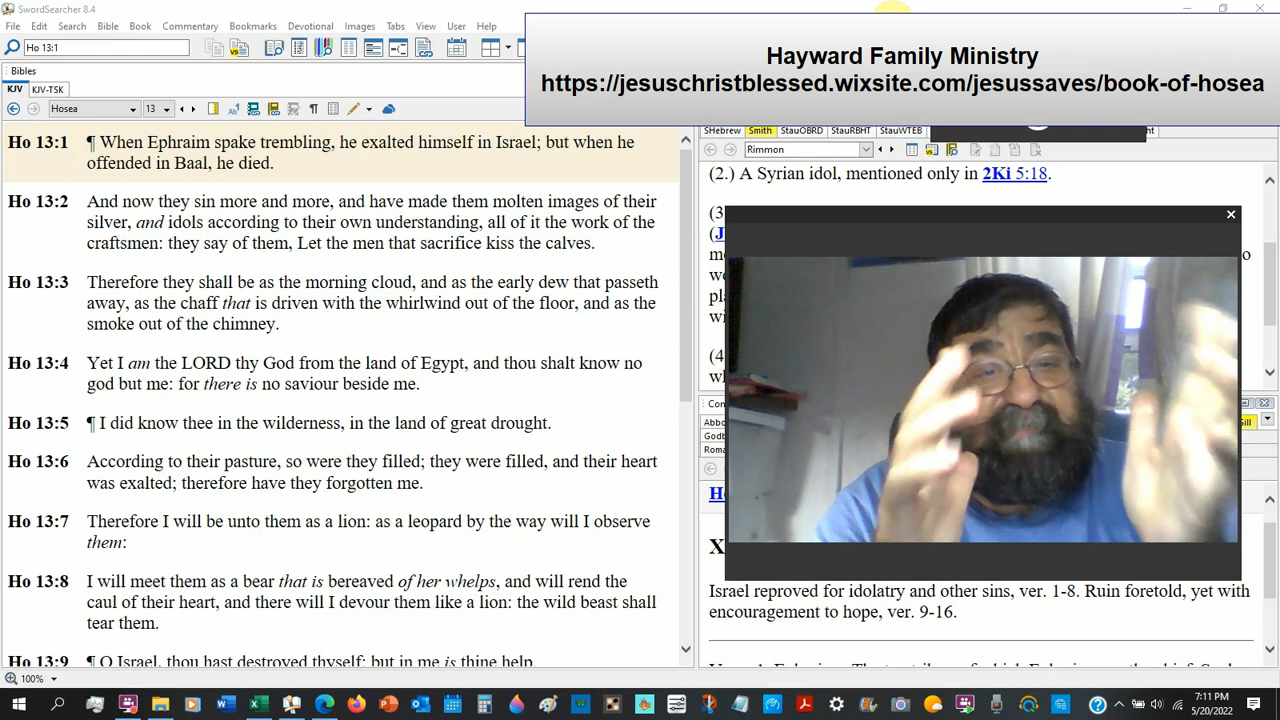 SwordSearcher 8.4
File Edit Search Bible Book Commentary Bookmarks Devotional Images Tabs View User Help
Ho 13:1
Hayward Family Ministry
https://jesuschristblessed.wixsite.com/jesussaves/book-of-hosea
Bibles
KJV KJV-TSK
Hosea 13
Ho 13:1 ¶ When Ephraim spake trembling, he exalted himself in Israel; but when he
offended in Baal, he died.
Ho 13:2 And now they sin more and more, and have made them molten images of their
silver, and idols according to their own understanding, all of it the work of the
craftsmen: they say of them, Let the men that sacrifice kiss the calves.
Ho 13:3 Therefore they shall be as the morning cloud, and as the early dew that passeth
away, as the chaff that is driven with the whirlwind out of the floor, and as the
smoke out of the chimney.
Ho 13:4 Yet I am the LORD thy God from the land of Egypt, and thou shalt know no
god but me: for there is no saviour beside me.
Ho 13:5 ¶ I did know thee in the wilderness, in the land of great drought.
Ho 13:6 According to their pasture, so were they filled; they were filled, and their heart
was exalted; therefore have they forgotten me.
Ho 13:7 Therefore I will be unto them as a lion: as a leopard by the way will I observe
them:
Ho 13:8 I will meet them as a bear that is bereaved of her whelps, and will rend the
caul of their heart, and there will I devour them like a lion: the wild beast shall
tear them.
Ho 13:9 ¶ O Israel, thou hast destroyed thyself; but in me is thine help.
100%
SHebrew Smith StauOBRD StauRBHT StauWTEB
Rimmon
(2.) A Syrian idol, mentioned only in 2Ki 5:18.
Israel reproved for idolatry and other sins, ver. 1-8. Ruin foretold, yet with
encouragement to hope, ver. 9-16.
7:11 PM
5/20/2022